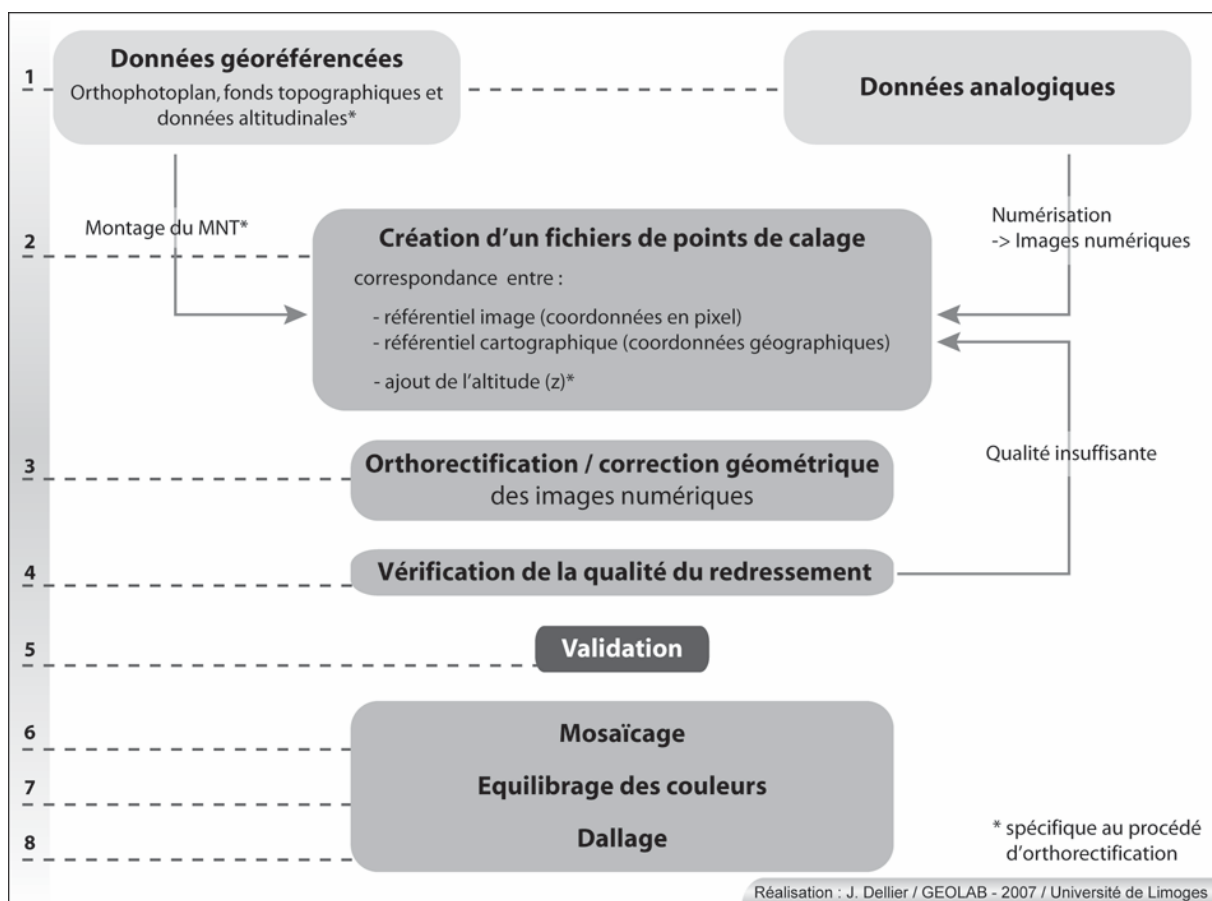 1
Données géoréférencées
Orthophotoplan, fonds topographiques et
données altitudinales*
Données analogiques
Montage du MNT*
Numérisation
-> Images numériques
2
Création d'un fichiers de points de calage
correspondance entre :
- référentiel image (coordonnées en pixel)
- référentiel cartographique (coordonnées géographiques)
- ajout de l'altitude (z)*
3
Orthorectification / correction géométrique
des images numériques
Qualité insuffisante
4
Vérification de la qualité du redressement
5
Validation
6
Mosaïcage
7
Equilibrage des couleurs
8
Dallage
* spécifique au procédé
d'orthorectification
Réalisation : J. Dellier / GEOLAB - 2007 / Université de Limoges